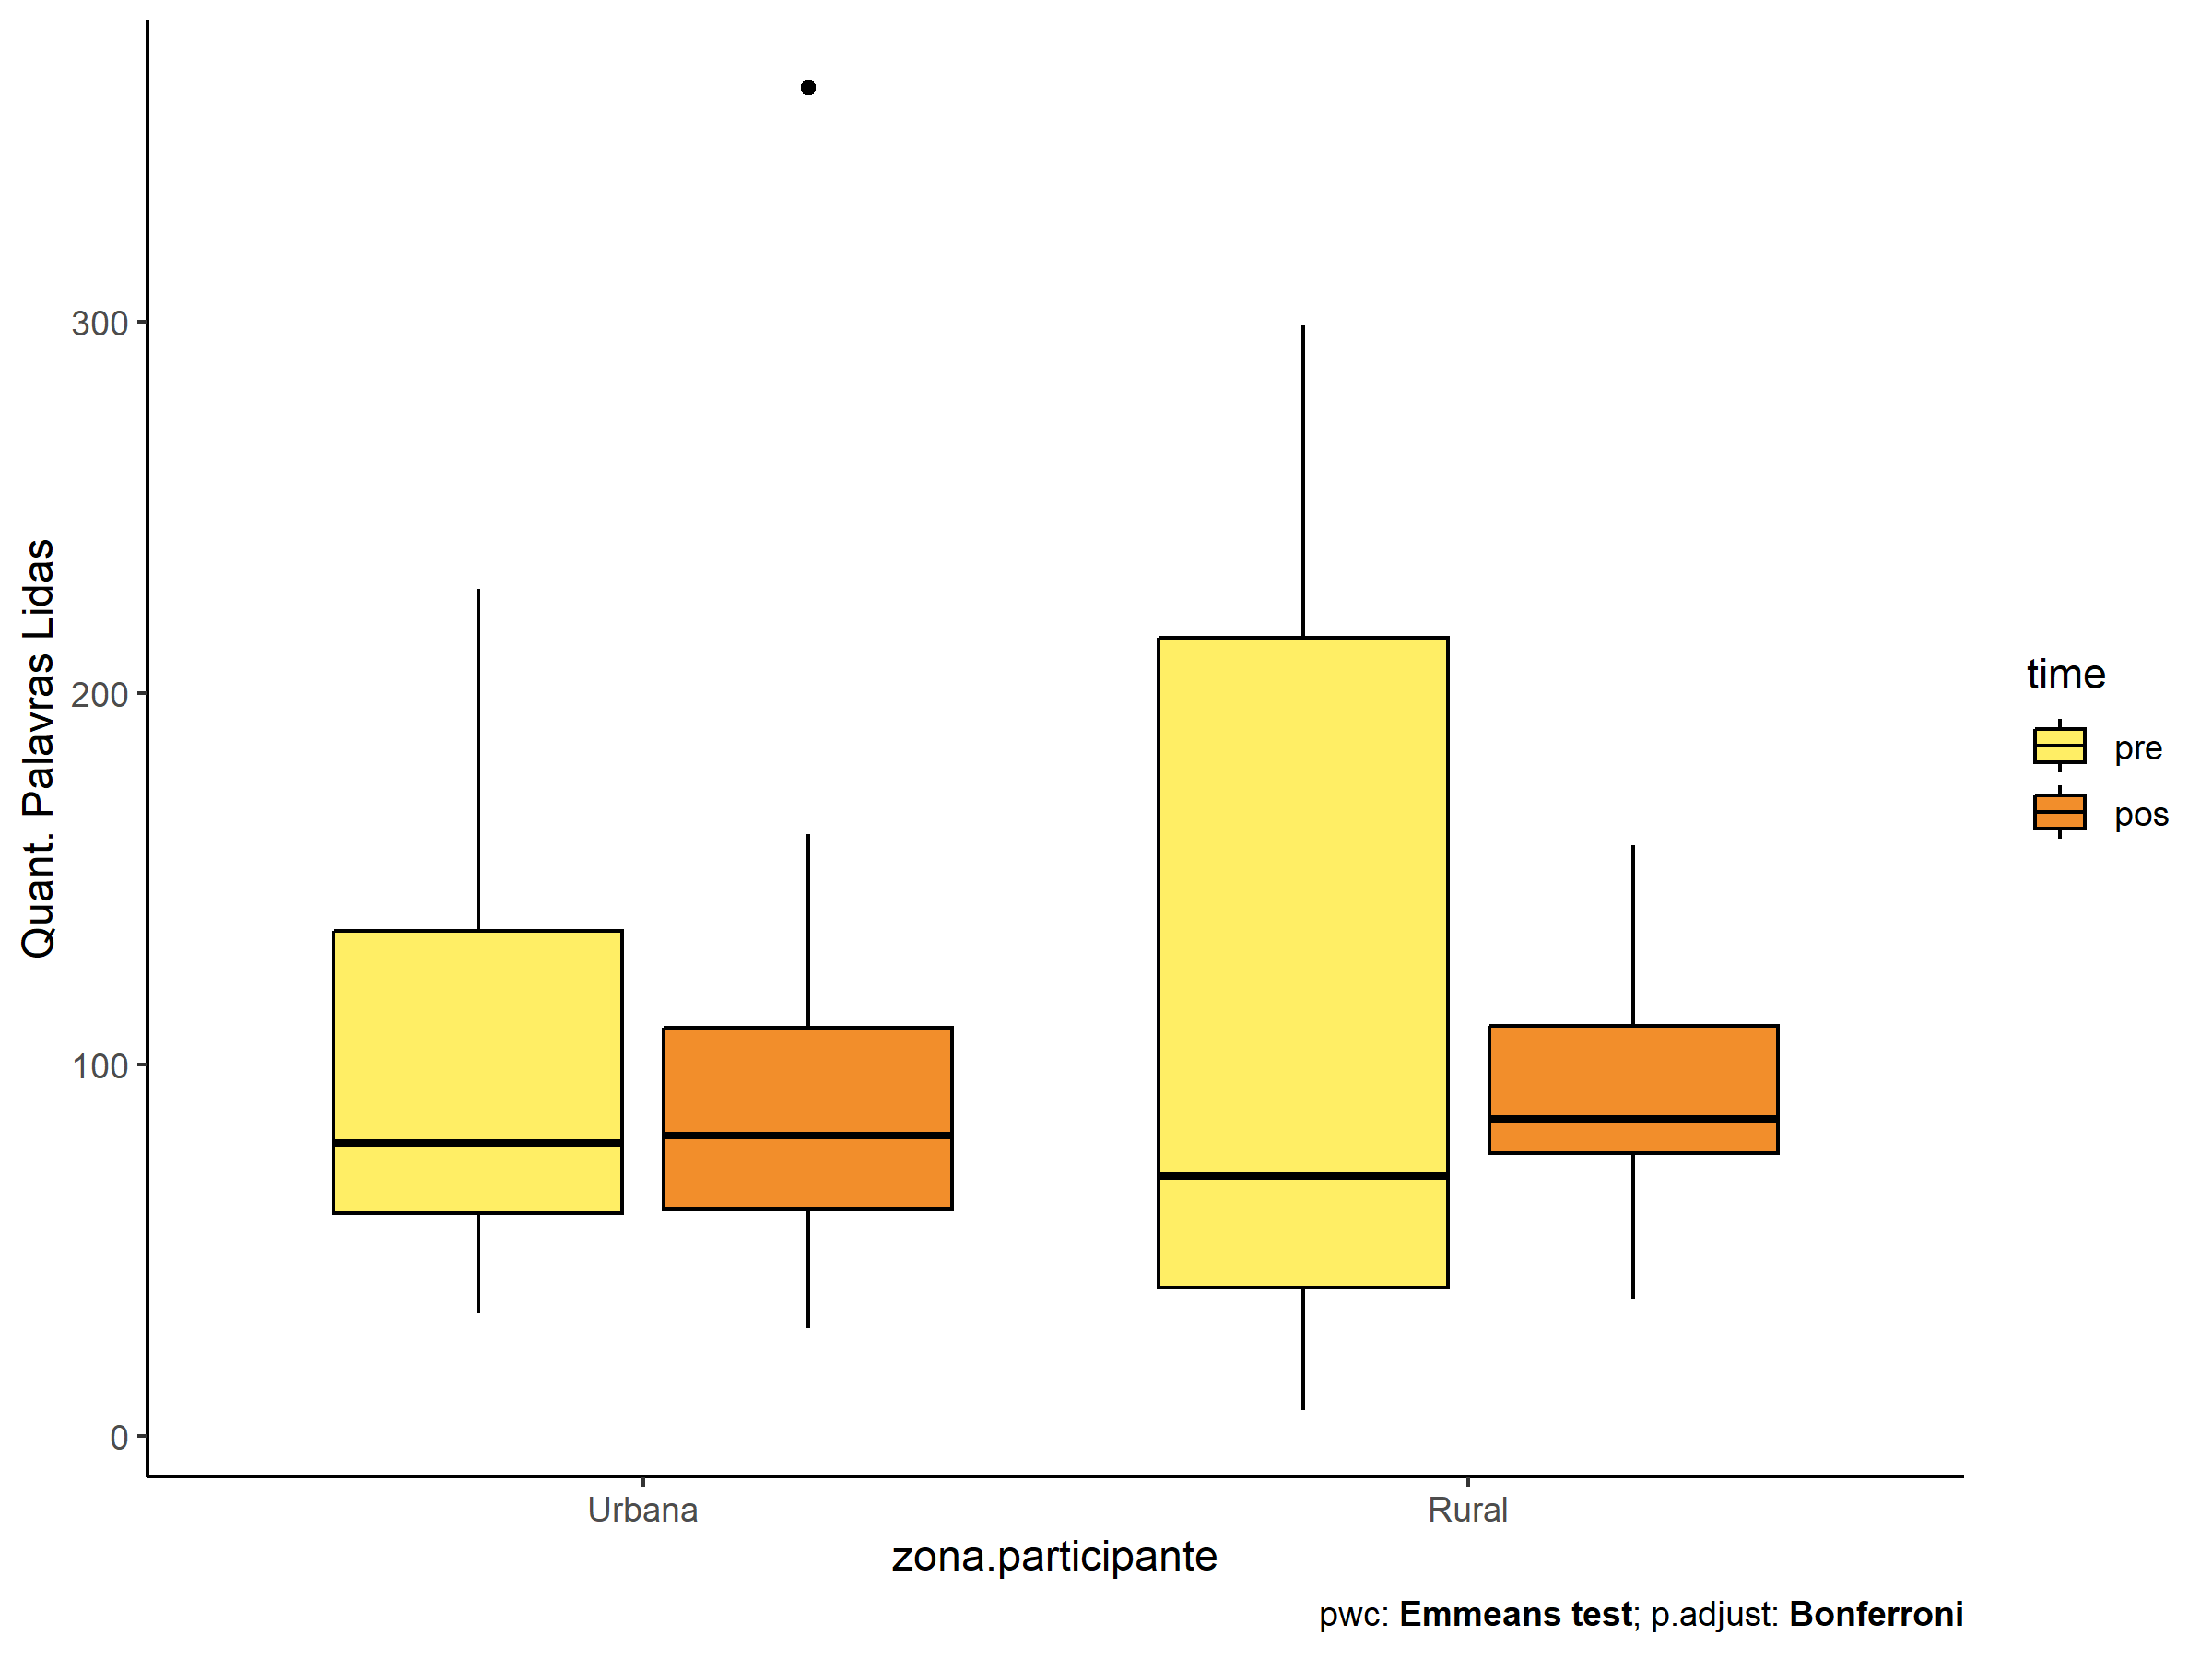 Quant. Palavras Lidas
300
200
100
0
Urbana
Rural
zona.participante
pwc: Emmeans test; p.adjust: Bonferroni
time
pre
pos